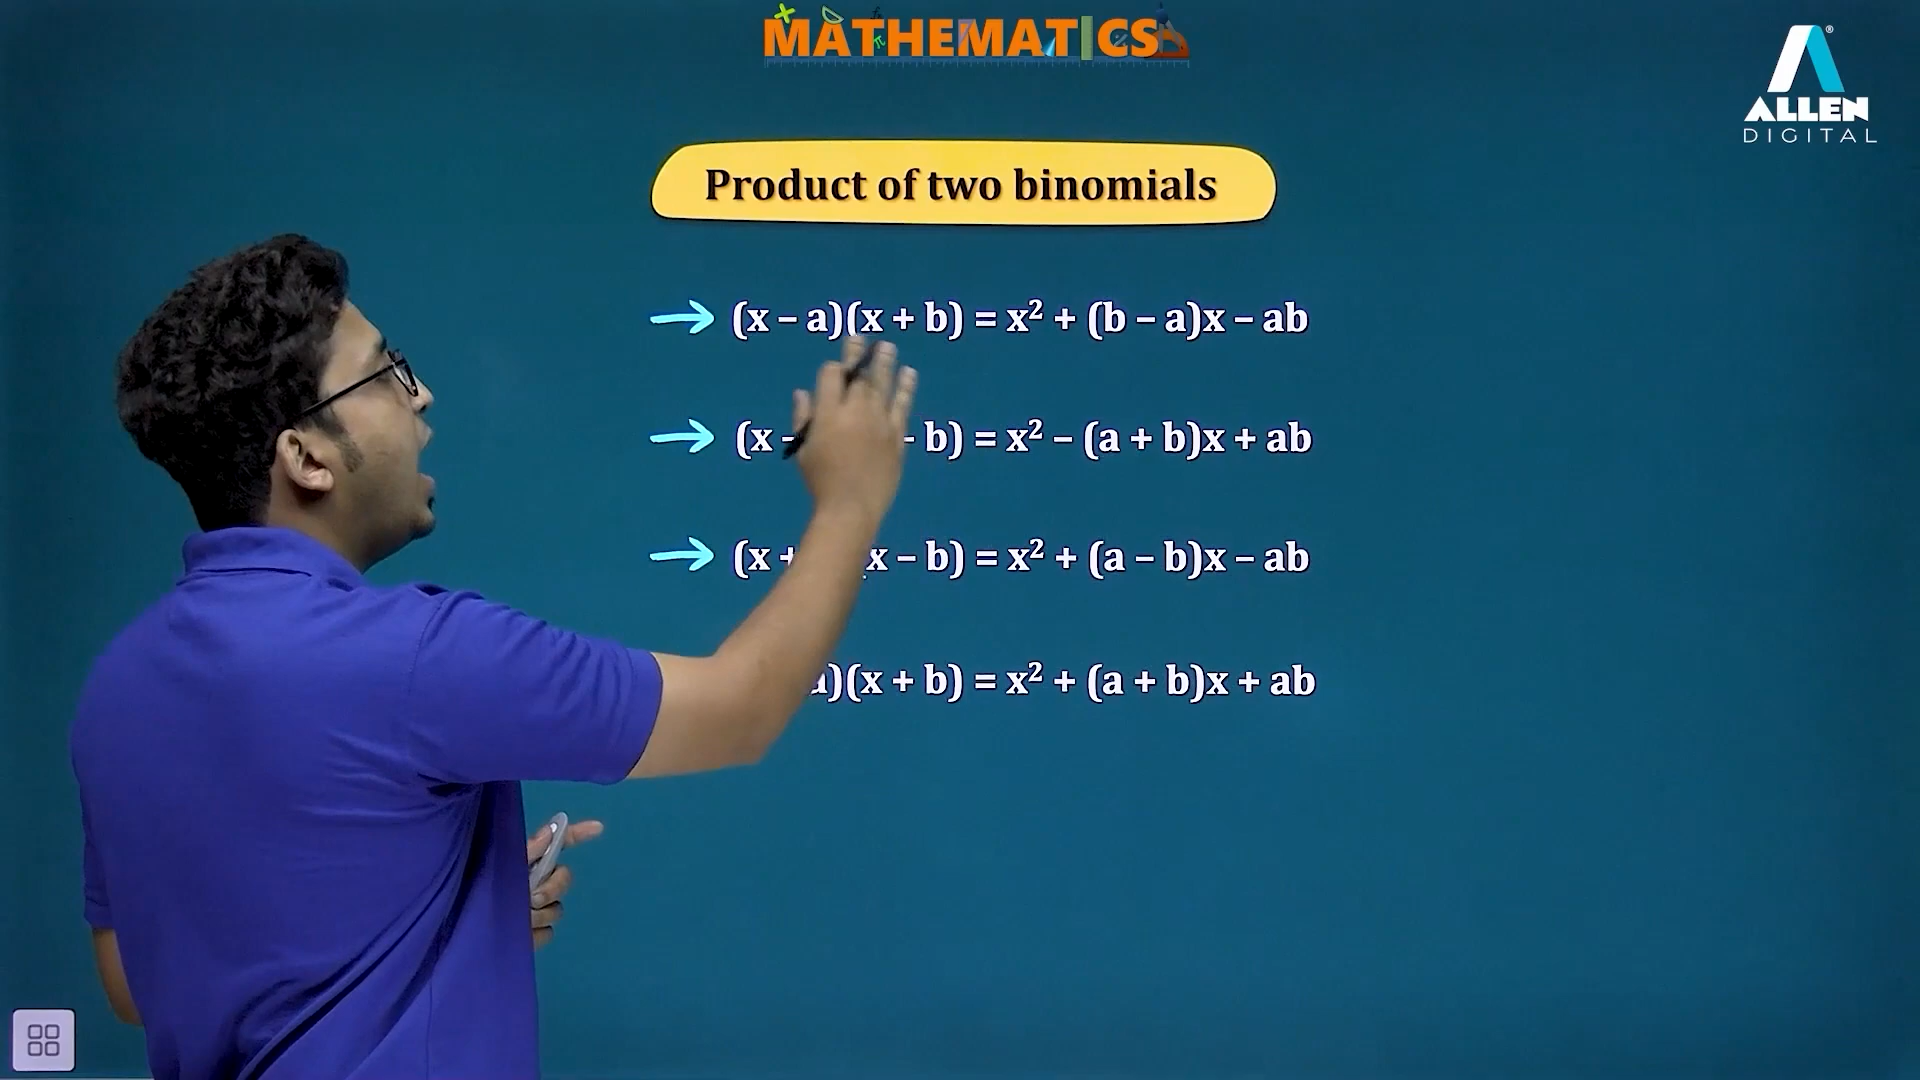 MATHEMATICS
ALLEN
DIGITAL
Product of two binomials
(x – a)(x + b) = x² + (b – a)x – ab
(x - - b) = x² – (a + b)x + ab
(x + (x – b) = x² + (a – b)x – ab
a)(x + b) = x² + (a + b)x + ab